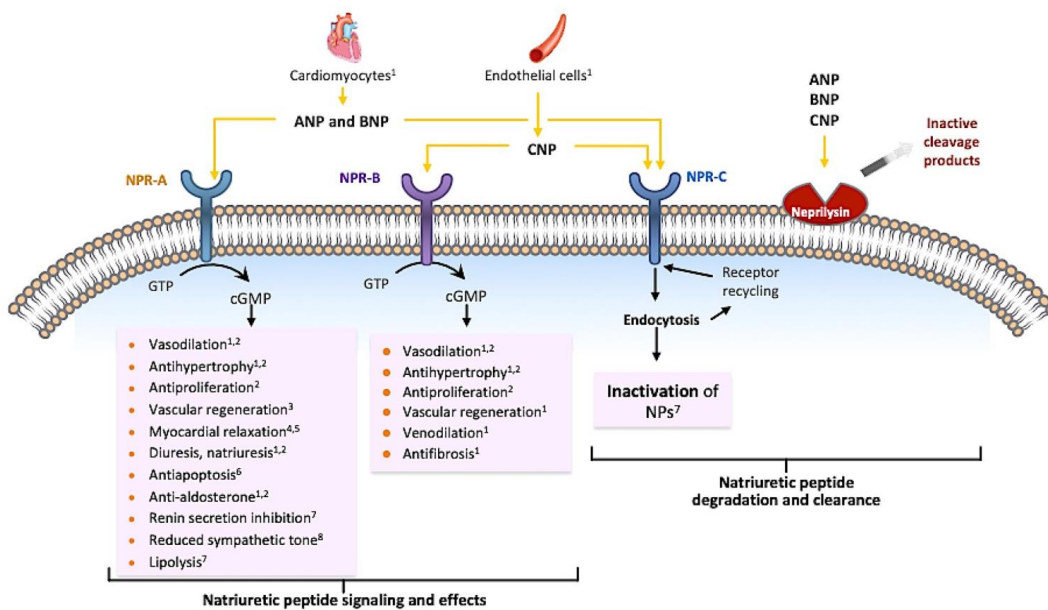 Cardiomyocytes¹
Endothelial cells¹
ANP and BNP
CNP
ANP
BNP
CNP
Inactive
cleavage
products
NPR-A
NPR-B
NPR-C
Neprilysin
GTP
cGMP
GTP
cGMP
Receptor
recycling
Endocytosis
Inactivation of
NPs⁷
• Vasodilation¹,²
• Antihypertrophy¹,²
• Antiproliferation²
• Vascular regeneration³
• Myocardial relaxation⁴,⁵
• Diuresis, natriuresis¹,²
• Antiapoptosis⁶
• Anti-aldosterone¹,²
• Renin secretion inhibition⁷
• Reduced sympathetic tone⁸
• Lipolysis⁷
• Vasodilation¹,²
• Antihypertrophy¹,²
• Antiproliferation²
• Vascular regeneration¹
• Venodilation¹
• Antifibrosis¹
Natriuretic peptide
degradation and clearance
Natriuretic peptide signaling and effects